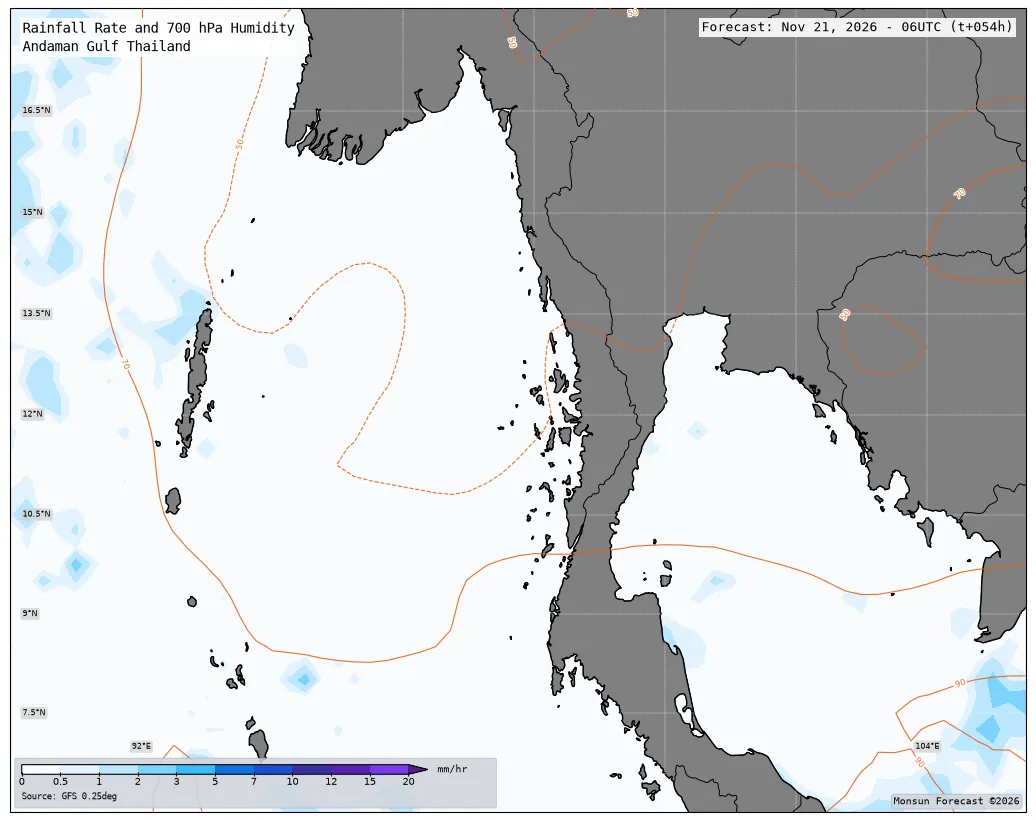 Rainfall Rate and 700 hPa Humidity
Andaman Gulf Thailand
Forecast: Nov 21, 2026 - 06UTC (t+054h)
50
50
16.5°N
50
70
15°N
13.5°N
50
70
12°N
10.5°N
9°N
90
7.5°N
92°E
104°E
90
0 0.5 1 2 3 5 7 10 12 15 20 mm/hr
Source: GFS 0.25deg
Monsun Forecast ©2026